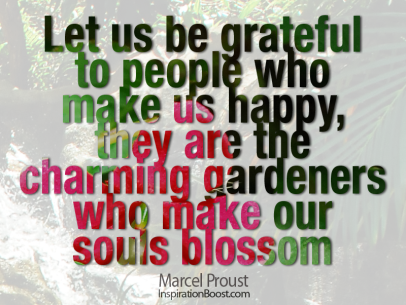 Let us be grateful
to people who
make us happy,
they are the
charming gardeners
who make our
souls blossom
Marcel Proust
InspirationBoost.com